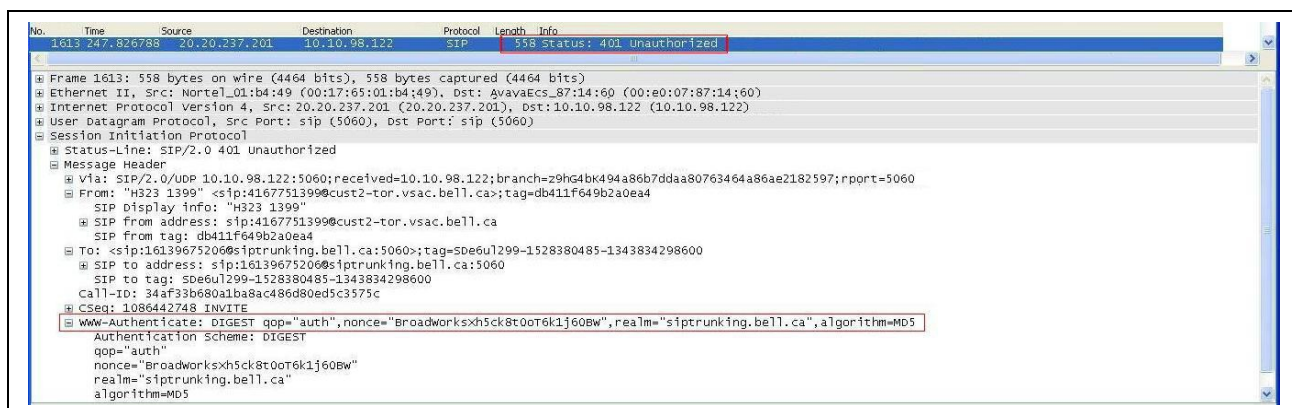 No. Time Source Destination Protocol Length Info
1613 247.826788 20.20.237.201 10.10.98.122 SIP 558 Status: 401 Unauthorized
Frame 1613: 558 bytes on wire (4464 bits), 558 bytes captured (4464 bits)
Ethernet II, Src: Nortel_01:b4:49 (00:17:65:01:b4:49), Dst: AvayaEcs_87:14:60 (00:e0:07:87:14:60)
Internet Protocol Version 4, Src: 20.20.237.201 (20.20.237.201), Dst: 10.10.98.122 (10.10.98.122)
User Datagram Protocol, Src Port: sip (5060), Dst Port: sip (5060)
Session Initiation Protocol
Status-Line: SIP/2.0 401 Unauthorized
Message Header
Via: SIP/2.0/UDP 10.10.98.122:5060;received=10.10.98.122;branch=z9hG4bK494a86b7ddaa80763464a86ae2182597;rport=5060
From: "H323 1399" <sip:4167751399@cust2-tor.vsac.bell.ca>;tag=db411f649b2a0ea4
SIP Display info: "H323 1399"
SIP from address: sip:4167751399@cust2-tor.vsac.bell.ca
SIP from tag: db411f649b2a0ea4
To: <sip:16139675206@siptrunking.bell.ca:5060>;tag=SDe6ul299-1528380485-1343834298600
SIP to address: sip:16139675206@siptrunking.bell.ca:5060
SIP to tag: SDe6ul299-1528380485-1343834298600
Call-ID: 34af33b680a1ba8ac486d80ed5c3575c
CSeq: 1086442748 INVITE
WWW-Authenticate: DIGEST qop="auth",nonce="BroadWorksXh5ck8t0oT6k1j60BW",realm="siptrunking.bell.ca",algorithm=MD5
Authentication Scheme: DIGEST
qop="auth"
nonce="BroadWorksXh5ck8t0oT6k1j60BW"
realm="siptrunking.bell.ca"
algorithm=MD5